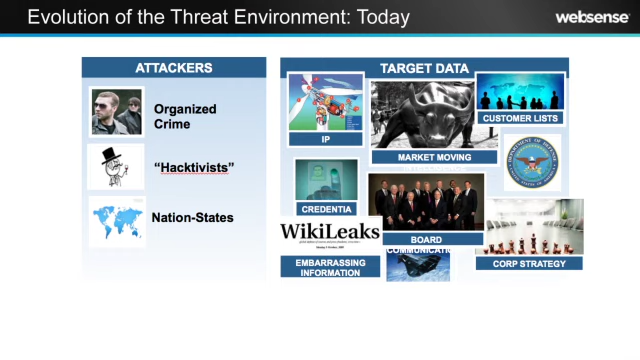 Evolution of the Threat Environment: Today
websense
ATTACKERS
Organized
Crime
“Hacktivists”
Nation-States
TARGET DATA
IP
MARKET MOVING
CUSTOMER LISTS
CREDENTIA
WikiLeaks
EMBARRASSING
INFORMATION
BOARD
COMMUNICATI
CORP STRATEGY